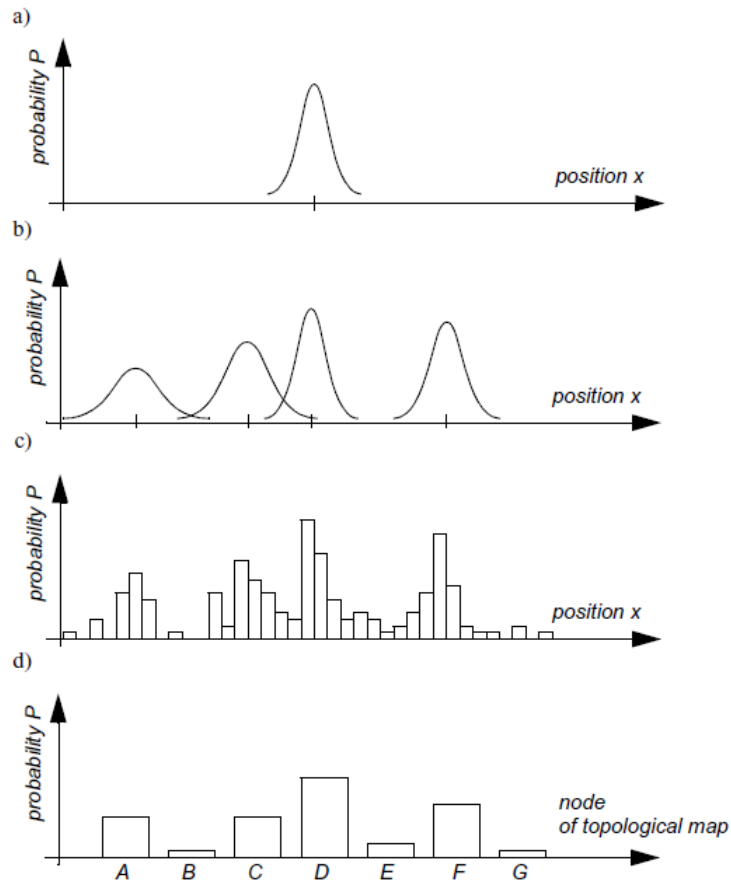 a)
probability P
position x
b)
probability P
position x
c)
probability P
position x
d)
probability P
node
of topological map
A B C D E F G